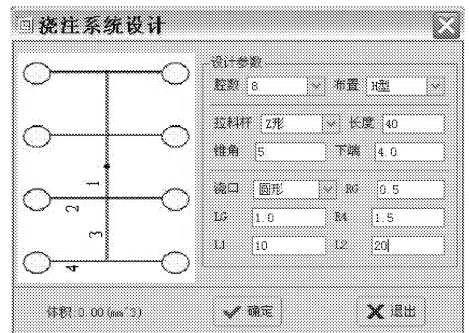 浇注系统设计
设计参数
腔数 8 布置 H型
拉料杆 Z形 长度 40
锥角 5 下端 4.0
浇口 圆形 RG 0.5
LG 1.0 R4 1.5
L1 10 L2 20
1
2
3
4
体积:0.00(mm^3) 确定 退出